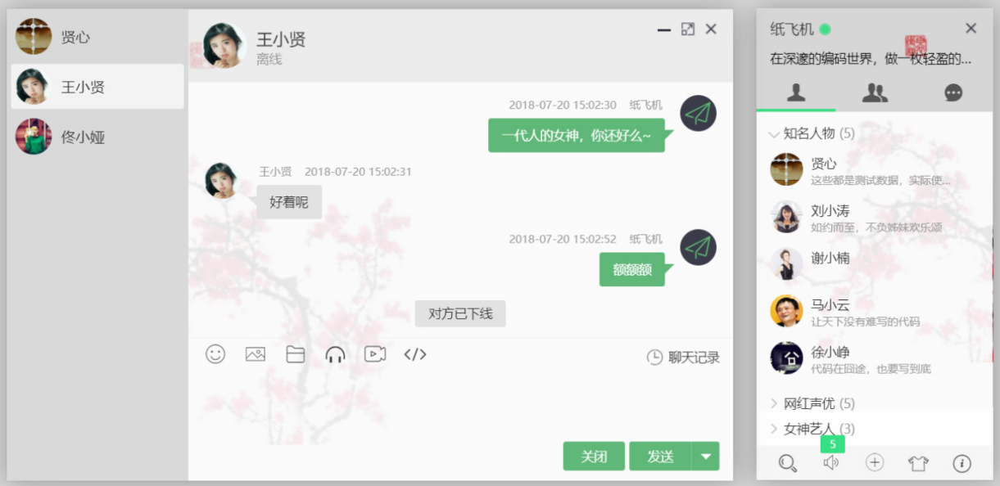 贤心
王小贤
佟小娅
王小贤
离线
2018-07-20 15:02:30 纸飞机
一代人的女神，你还好么~
王小贤 2018-07-20 15:02:31
好着呢
2018-07-20 15:02:52 纸飞机
额额额
对方已下线
聊天记录
关闭
发送
纸飞机
在深邃的编码世界，做一枚轻盈的...
知名人物 (5)
贤心
这些都是测试数据，实际使...
刘小涛
如约而至，不负姊妹欢乐颂
谢小楠
马小云
让天下没有难写的代码
徐小峥
代码在囧途，也要写到底
网红声优 (5)
女神艺人 (3)
5